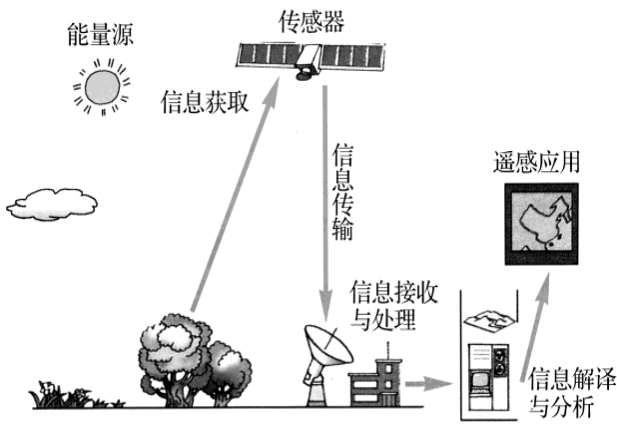 能量源
传感器
信息获取
信息传输
遥感应用
信息接收
与处理
信息解译
与分析